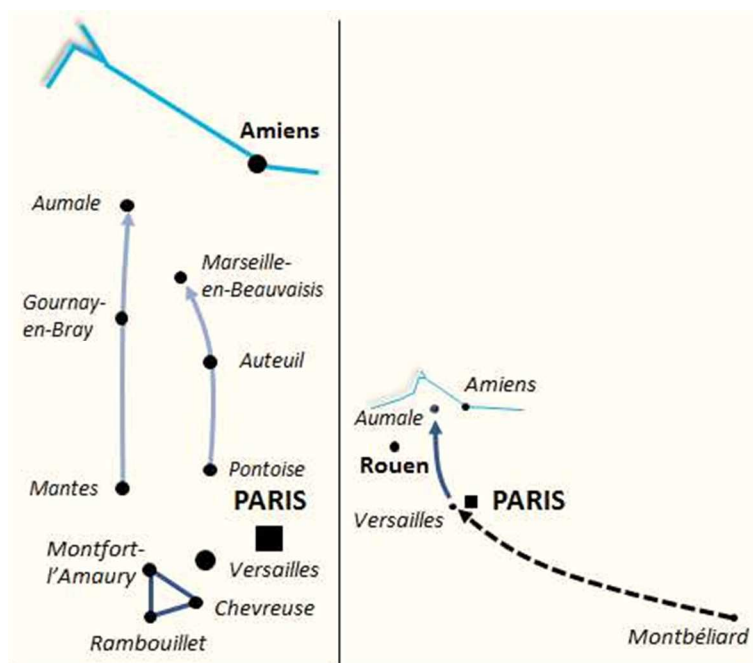 Amiens
Aumale
Marseille-
en-Beauvaisis
Gournay-
en-Bray
Auteuil
Pontoise
Mantes
PARIS
Montfort-
l'Amaury
Versailles
Chevreuse
Rambouillet
Amiens
Aumale
Rouen
PARIS
Versailles
Montbéliard